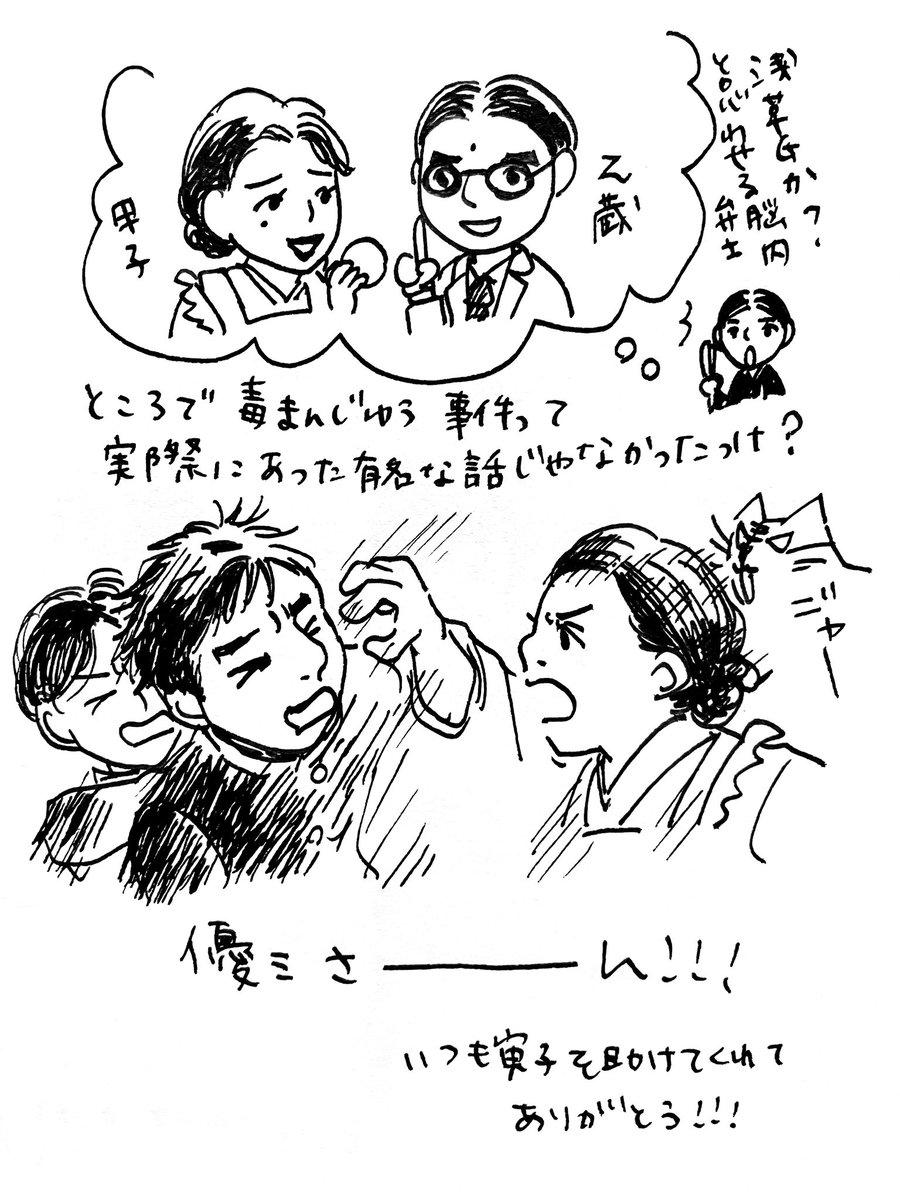 浅草氏か?
と思わせる脳内
弁士
乙蔵
甲子
ところで 毒まんじゅう 事件って
実際にあった有名な話じゃなかったっけ?
ニャ
優三さーーーん!!!
いつも寅子を助けてくれて
ありがとう!!!